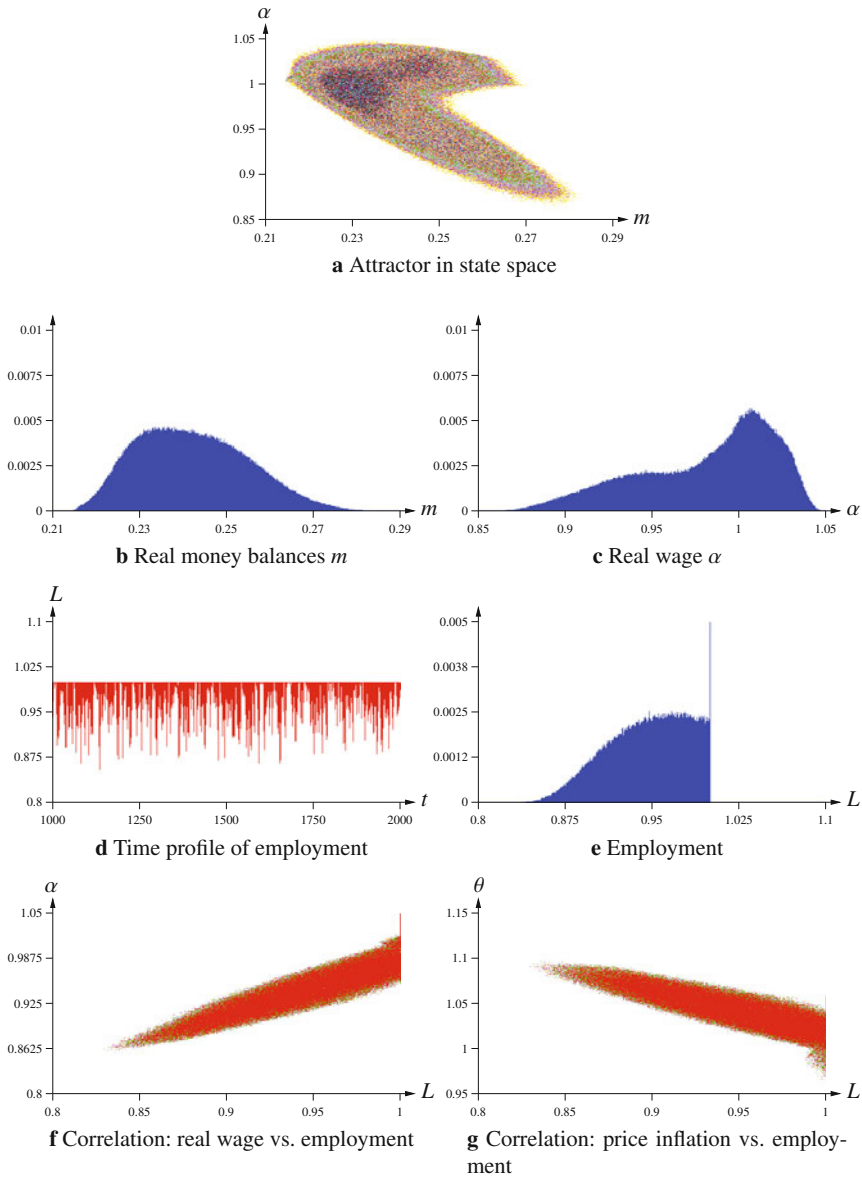 α
1.05
1
0.95
0.9
0.85
0.21 0.23 0.25 0.27 0.29 m
a Attractor in state space
0.01
0.0075
0.005
0.0025
0
0.21 0.23 0.25 0.27 0.29 m
b Real money balances m
0.01
0.0075
0.005
0.0025
0
0.85 0.9 0.95 1 1.05 α
c Real wage α
L
1.1
1.025
0.95
0.875
0.8
1000 1250 1500 1750 2000 t
d Time profile of employment
0.005
0.0038
0.0025
0.0012
0
0.8 0.875 0.95 1.025 1.1 L
e Employment
α
1.05
0.9875
0.925
0.8625
0.8
0.8 0.85 0.9 0.95 1 L
f Correlation: real wage vs. employment
θ
1.15
1.1
1.05
1
0.95
0.8 0.85 0.9 0.95 1 L
g Correlation: price inflation vs. employ-
ment